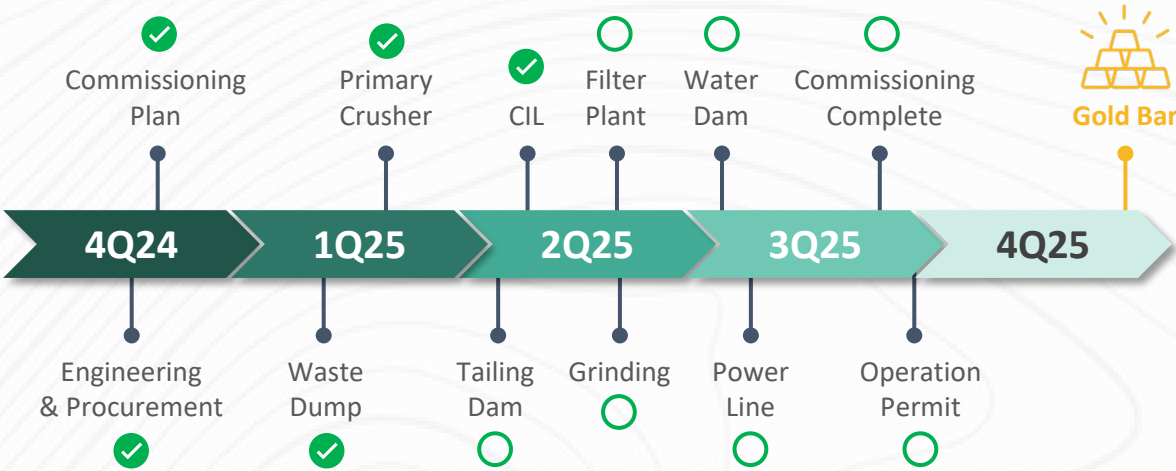 Commissioning
Plan
Primary
Crusher
CIL
Filter
Plant
Water
Dam
Commissioning
Complete
Gold Bar
4Q24
1Q25
2Q25
3Q25
4Q25
Engineering
& Procurement
Waste
Dump
Tailing
Dam
Grinding
Power
Line
Operation
Permit